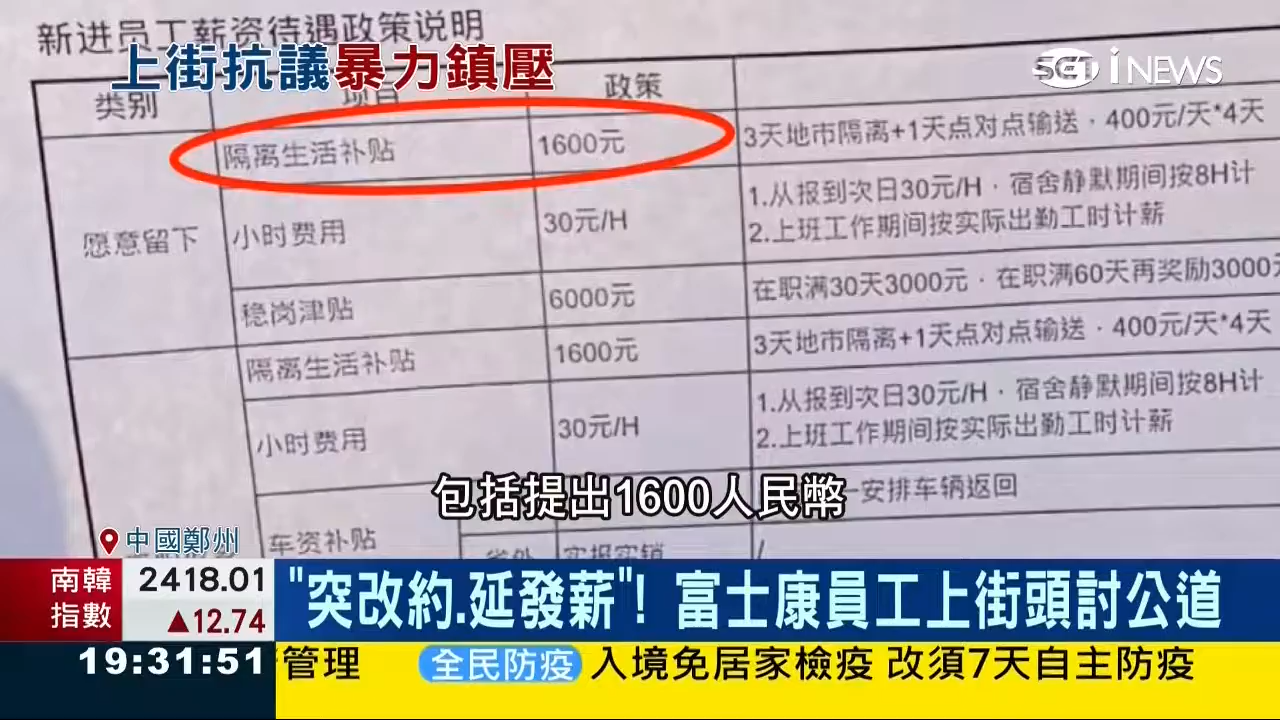 新进员工薪资待遇政策说明
上街抗議暴力鎮壓
SET iNEWS
类别 项目 政策
愿意留下
隔离生活补贴 1600元 3天地市隔离+1天点对点输送，400元/天*4天
小时费用 30元/H 1.从报到次日30元/H，宿舍静默期间按8H计
2.上班工作期间按实际出勤工时计薪
稳岗津贴 6000元 在职满30天3000元，在职满60天再奖励3000元
隔离生活补贴 1600元 3天地市隔离+1天点对点输送，400元/天*4天
小时费用 30元/H 1.从报到次日30元/H，宿舍静默期间按8H计
2.上班工作期间按实际出勤工时计薪
车资补贴 一安排车辆返回
省外 实报实销 /
包括提出1600人民幣
中國鄭州
南韓指數 2418.01 ▲12.74
"突改約.延發薪"! 富士康員工上街頭討公道
19:31:51 管理 全民防疫 入境免居家檢疫 改須7天自主防疫